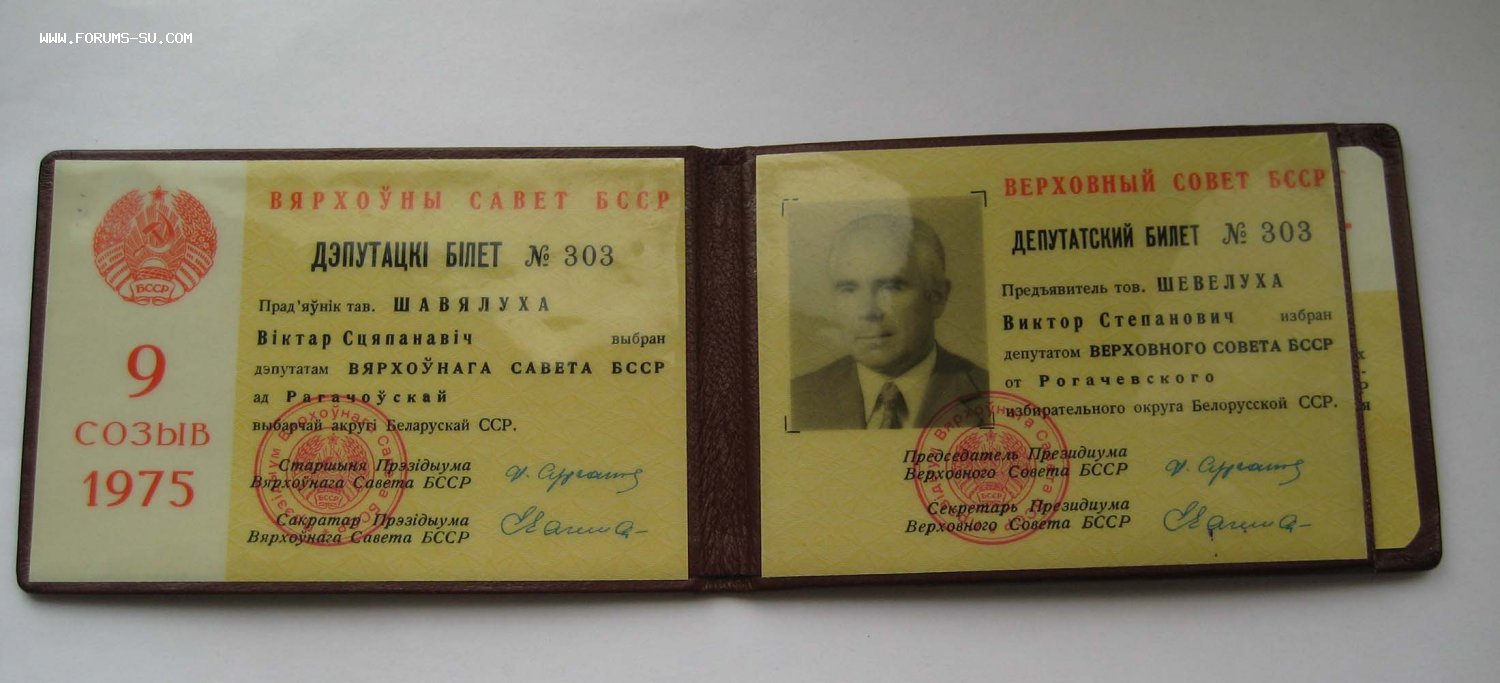 WWW.FORUMS-SU.COM
БССР
9
СОЗЫВ
1975
ВЯРХОЎНЫ САВЕТ БССР
ДЭПУТАЦКІ БІЛЕТ № 303
Прад'яўнік тав. ШАВЯЛУХА
Віктар Сцяпанавіч выбран
дэпутатам ВЯРХОЎНАГА САВЕТА БССР
ад Рагачоўскай
выбарчай акругі Беларускай ССР.
Старшыня Прэзідыума
Вярхоўнага Савета БССР
Сакратар Прэзідыума
Вярхоўнага Савета БССР
ВЕРХОВНЫЙ СОВЕТ БССР
ДЕПУТАТСКИЙ БИЛЕТ № 303
Предъявитель тов. ШЕВЕЛУХА
Виктор Степанович избран
депутатом ВЕРХОВНОГО СОВЕТА БССР
от Рогачевского
избирательного округа Белорусской ССР.
Председатель Президиума
Верховного Совета БССР
Секретарь Президиума
Верховного Совета БССР